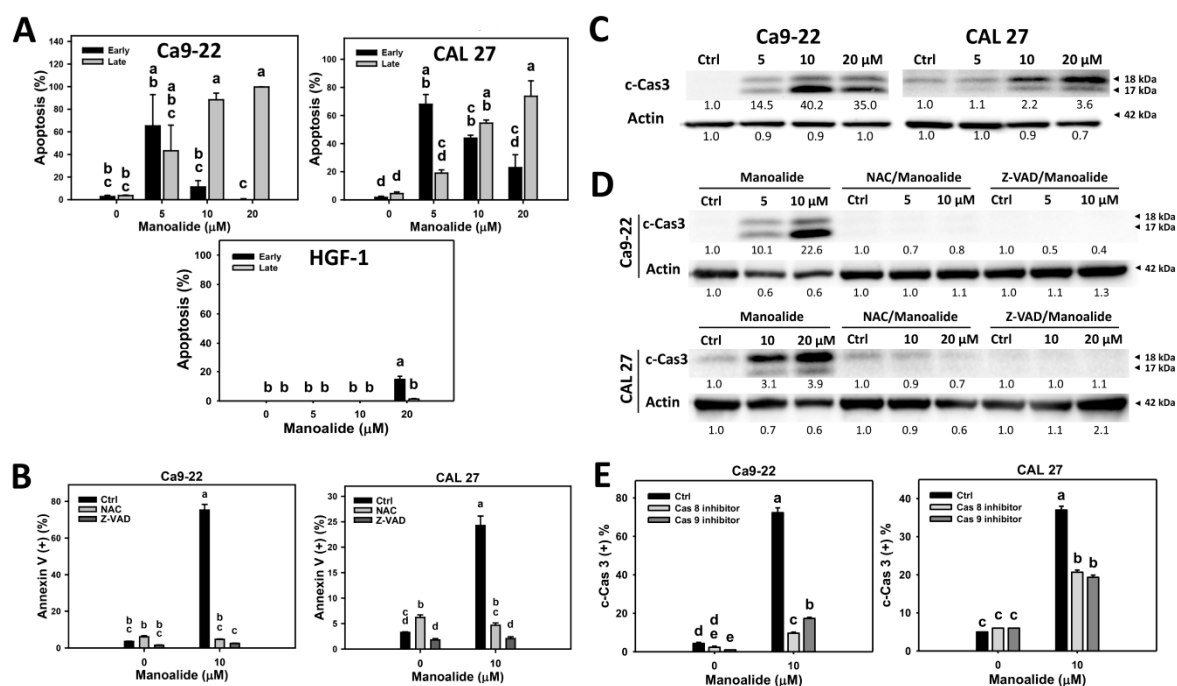 A
Ca9-22
Early
Late
Apoptosis (%)
120
100
80
60
40
20
0
b c
b c
a b
a b c
b c
a
c
a
0 5 10 20
Manoalide (µM)
CAL 27
Early
Late
Apoptosis (%)
100
80
60
40
20
0
d d
a b
c d
b c
a b
c d
a
0 5 10 20
Manoalide (µM)
HGF-1
Early
Late
Apoptosis (%)
100
80
60
40
20
0
b b b b b b a b
0 5 10 20
Manoalide (µM)
B
Ca9-22
Ctrl
NAC
Z-VAD
Annexin V (+) (%)
80
60
40
20
0
b c
b
b c
a
b c
c
0 10
Manoalide (µM)
CAL 27
Ctrl
NAC
Z-VAD
Annexin V (+) (%)
30
25
20
15
10
5
0
c d
b
d
a
b c
d
0 10
Manoalide (µM)
C
Ca9-22 CAL 27
Ctrl 5 10 20 µM Ctrl 5 10 20 µM
c-Cas3
18 kDa
17 kDa
1.0 14.5 40.2 35.0 1.0 1.1 2.2 3.6
Actin
42 kDa
1.0 0.9 0.9 1.0 1.0 1.0 0.9 0.7
D
Ca9-22
Manoalide NAC/Manoalide Z-VAD/Manoalide
Ctrl 5 10 µM Ctrl 5 10 µM Ctrl 5 10 µM
c-Cas3
18 kDa
17 kDa
1.0 10.1 22.6 1.0 0.7 0.8 1.0 0.5 0.4
Actin
42 kDa
1.0 0.6 0.6 1.0 1.0 1.1 1.0 1.1 1.3
CAL 27
Manoalide NAC/Manoalide Z-VAD/Manoalide
Ctrl 10 20 µM Ctrl 10 20 µM Ctrl 10 20 µM
c-Cas3
18 kDa
17 kDa
1.0 3.1 3.9 1.0 0.9 0.7 1.0 1.0 1.1
Actin
42 kDa
1.0 0.7 0.6 1.0 0.9 0.6 1.0 1.1 2.1
E
Ca9-22
Ctrl
Cas 8 inhibitor
Cas 9 inhibitor
c-Cas 3 (+) %
80
60
40
20
0
d
d e
e
a
c
b
0 10
Manoalide (µM)
CAL 27
Ctrl
Cas 8 inhibitor
Cas 9 inhibitor
c-Cas 3 (+) %
40
30
20
10
0
c c c a b b
0 10
Manoalide (µM)